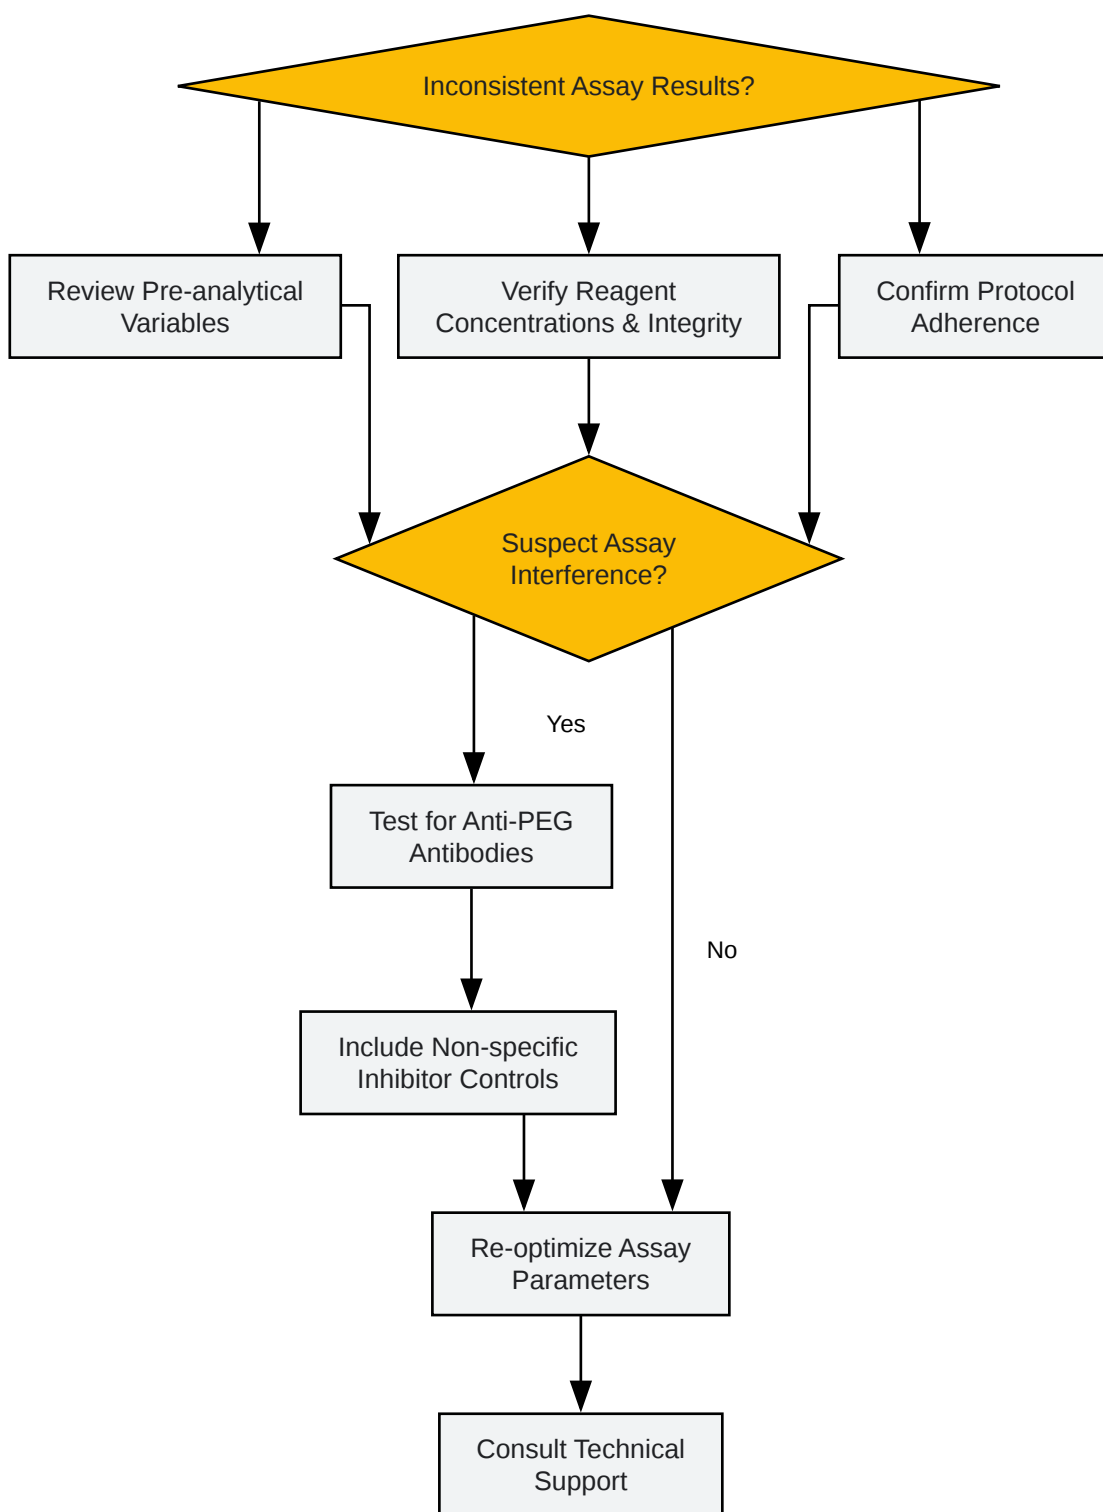 Inconsistent Assay Results?
Review Pre-analytical
Variables
Verify Reagent
Concentrations & Integrity
Confirm Protocol
Adherence
Suspect Assay
Interference?
Yes
Test for Anti-PEG
Antibodies
No
Include Non-specific
Inhibitor Controls
Re-optimize Assay
Parameters
Consult Technical
Support